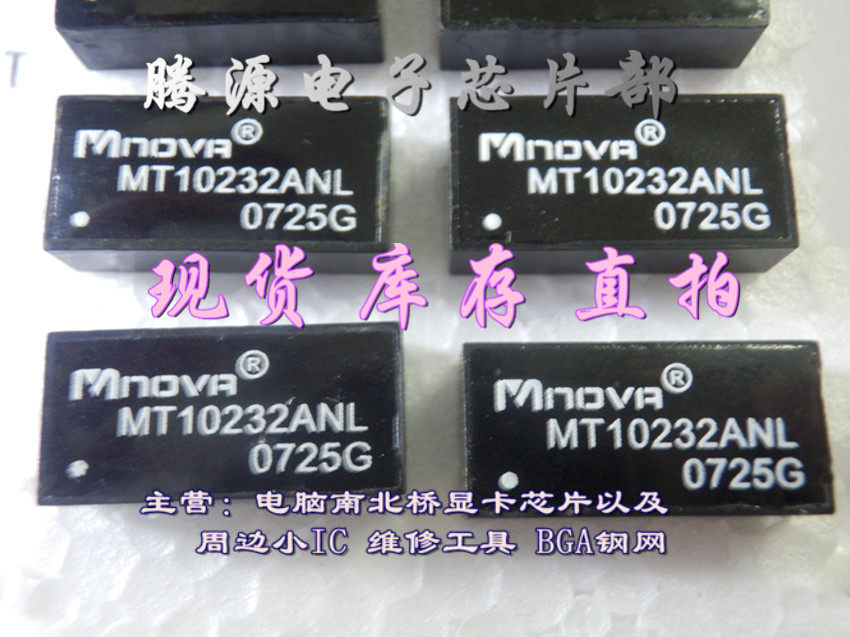 T
腾源电子芯片部
Mnova®
MT10232ANL
0725G
Mnova®
MT10232ANL
0725G
现货 库存 直拍
Mnova®
MT10232ANL
0725G
Mnova®
MT10232ANL
0725G
主营：电脑南北桥显卡芯片以及
周边小IC 维修工具 BGA钢网